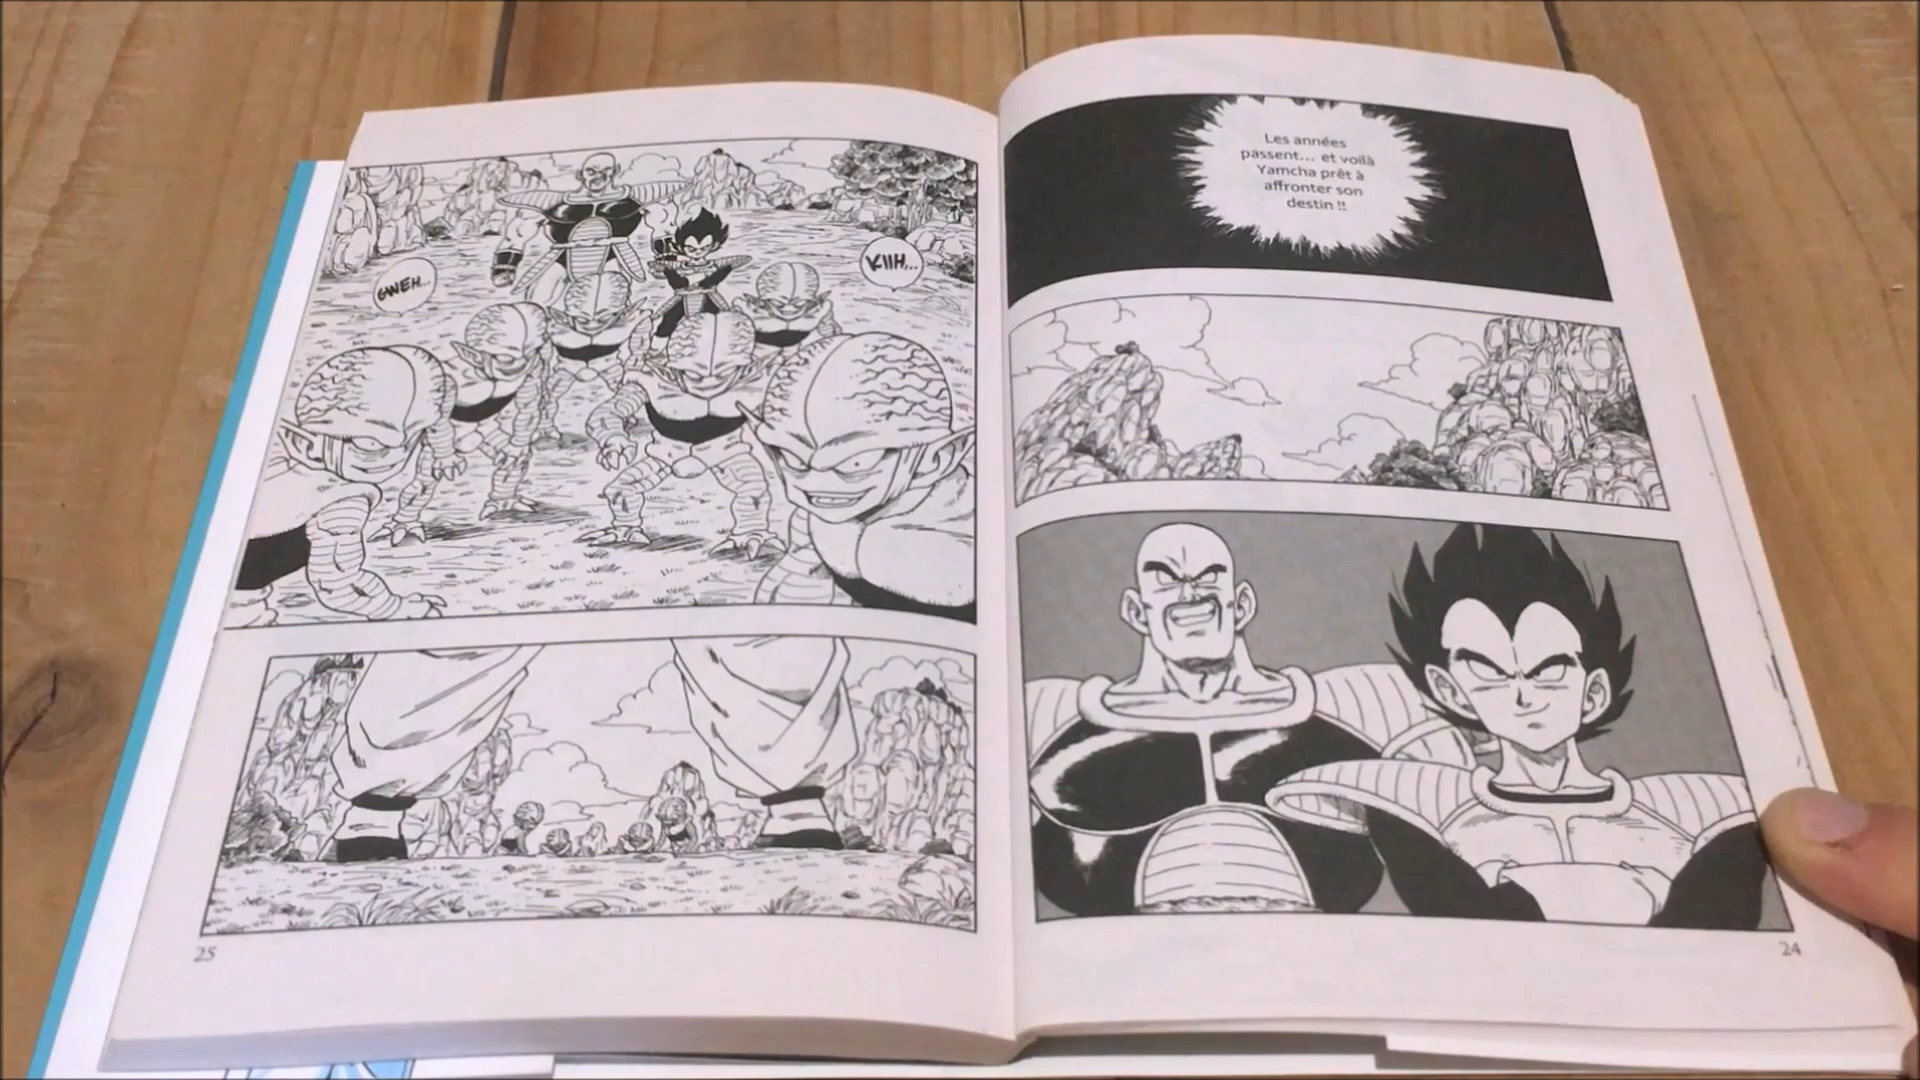 Les années
passent... et voilà
Yamcha prêt à
affronter son
destin !!
24
KIIH...
GWEH...
25